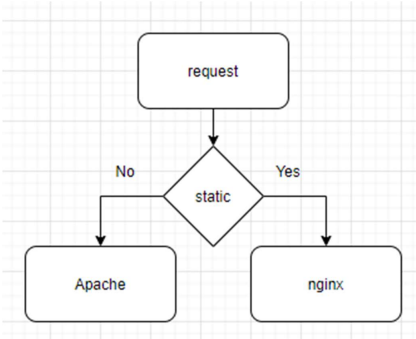 request
No
Yes
static
Apache
nginx